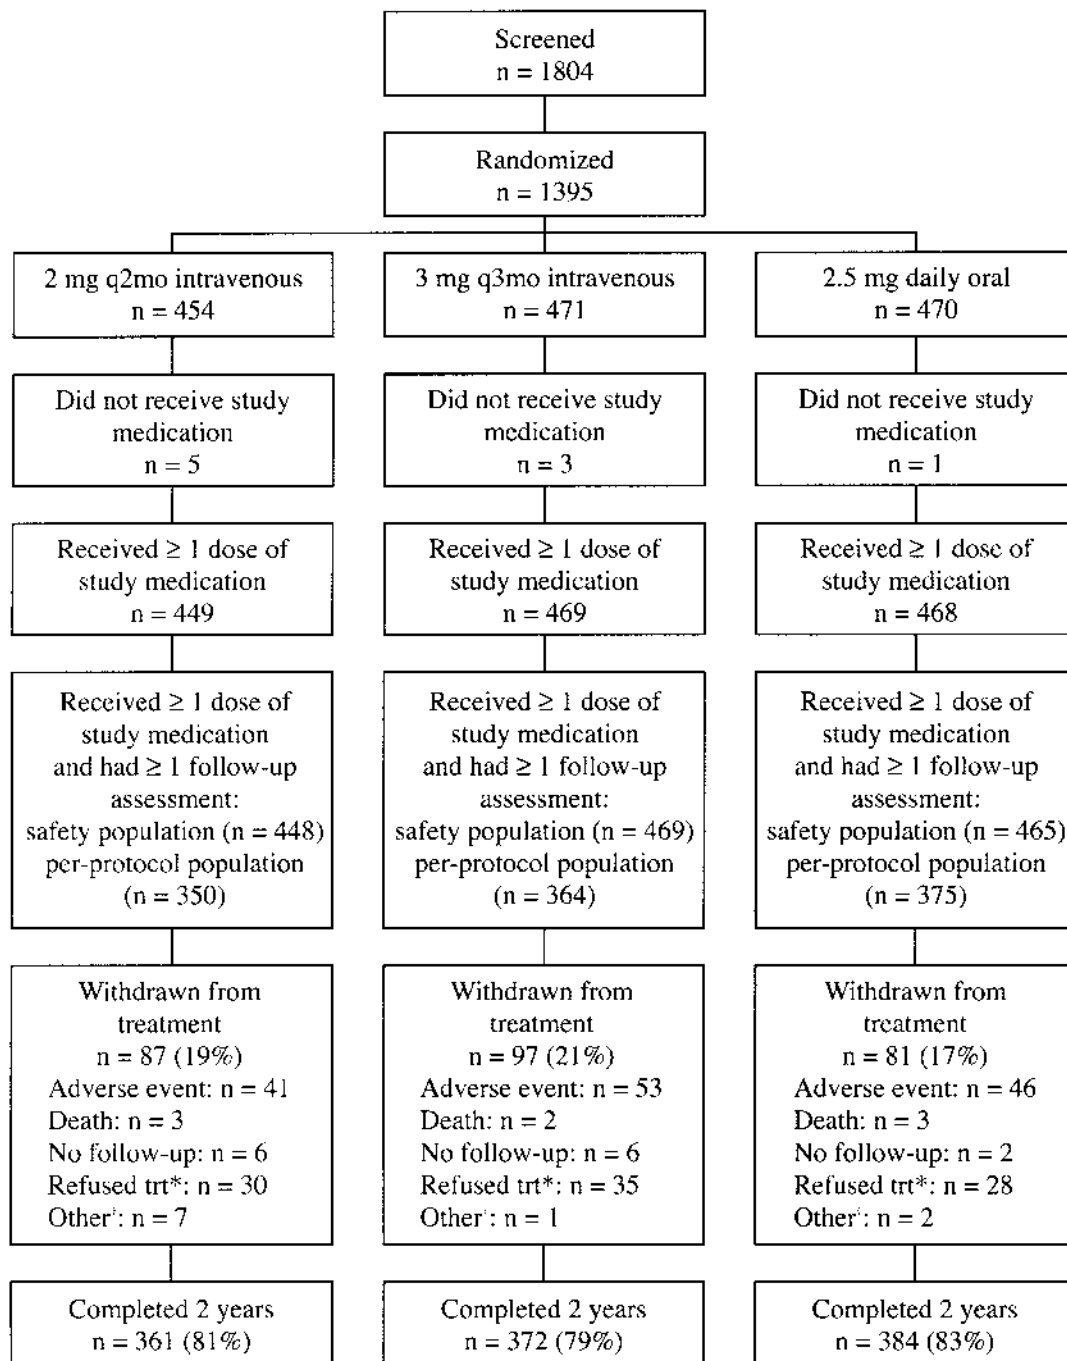 Screened
n = 1804
Randomized
n = 1395
2 mg q2mo intravenous
n = 454
3 mg q3mo intravenous
n = 471
2.5 mg daily oral
n = 470
Did not receive study
medication
n = 5
Did not receive study
medication
n = 3
Did not receive study
medication
n = 1
Received ≥ 1 dose of
study medication
n = 449
Received ≥ 1 dose of
study medication
n = 469
Received ≥ 1 dose of
study medication
n = 468
Received ≥ 1 dose of
study medication
and had ≥ 1 follow-up
assessment:
safety population (n = 448)
per-protocol population
(n = 350)
Received ≥ 1 dose of
study medication
and had ≥ 1 follow-up
assessment:
safety population (n = 469)
per-protocol population
(n = 364)
Received ≥ 1 dose of
study medication
and had ≥ 1 follow-up
assessment:
safety population (n = 465)
per-protocol population
(n = 375)
Withdrawn from
treatment
n = 87 (19%)
Adverse event: n = 41
Death: n = 3
No follow-up: n = 6
Refused trt*: n = 30
Other: n = 7
Withdrawn from
treatment
n = 97 (21%)
Adverse event: n = 53
Death: n = 2
No follow-up: n = 6
Refused trt*: n = 35
Other: n = 1
Withdrawn from
treatment
n = 81 (17%)
Adverse event: n = 46
Death: n = 3
No follow-up: n = 2
Refused trt*: n = 28
Other: n = 2
Completed 2 years
n = 361 (81%)
Completed 2 years
n = 372 (79%)
Completed 2 years
n = 384 (83%)